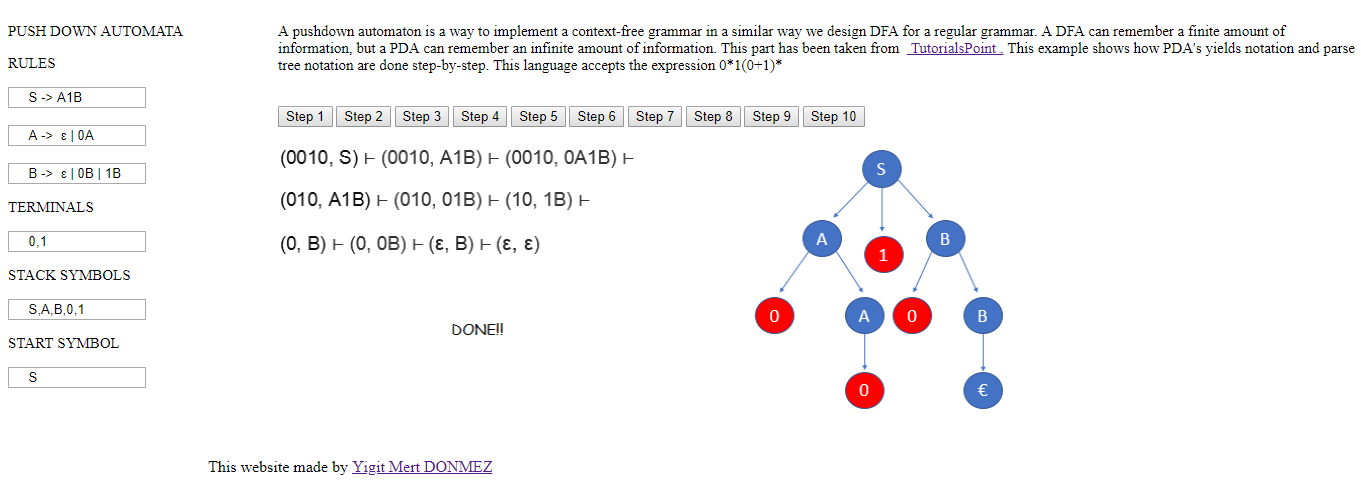 PUSH DOWN AUTOMATA
RULES
S -> A1B
A -> ε | 0A
B -> ε | 0B | 1B
TERMINALS
0,1
STACK SYMBOLS
S,A,B,0,1
START SYMBOL
S
A pushdown automaton is a way to implement a context-free grammar in a similar way we design DFA for a regular grammar. A DFA can remember a finite amount of
information, but a PDA can remember an infinite amount of information. This part has been taken from TutorialsPoint . This example shows how PDA's yields notation and parse
tree notation are done step-by-step. This language accepts the expression 0*1(0+1)*
Step 1 Step 2 Step 3 Step 4 Step 5 Step 6 Step 7 Step 8 Step 9 Step 10
(0010, S) ⊢ (0010, A1B) ⊢ (0010, 0A1B) ⊢
(010, A1B) ⊢ (010, 01B) ⊢ (10, 1B) ⊢
(0, B) ⊢ (0, 0B) ⊢ (ε, B) ⊢ (ε, ε)
DONE!!
S
A 1 B
0 A 0 B
0 €
This website made by Yigit Mert DONMEZ